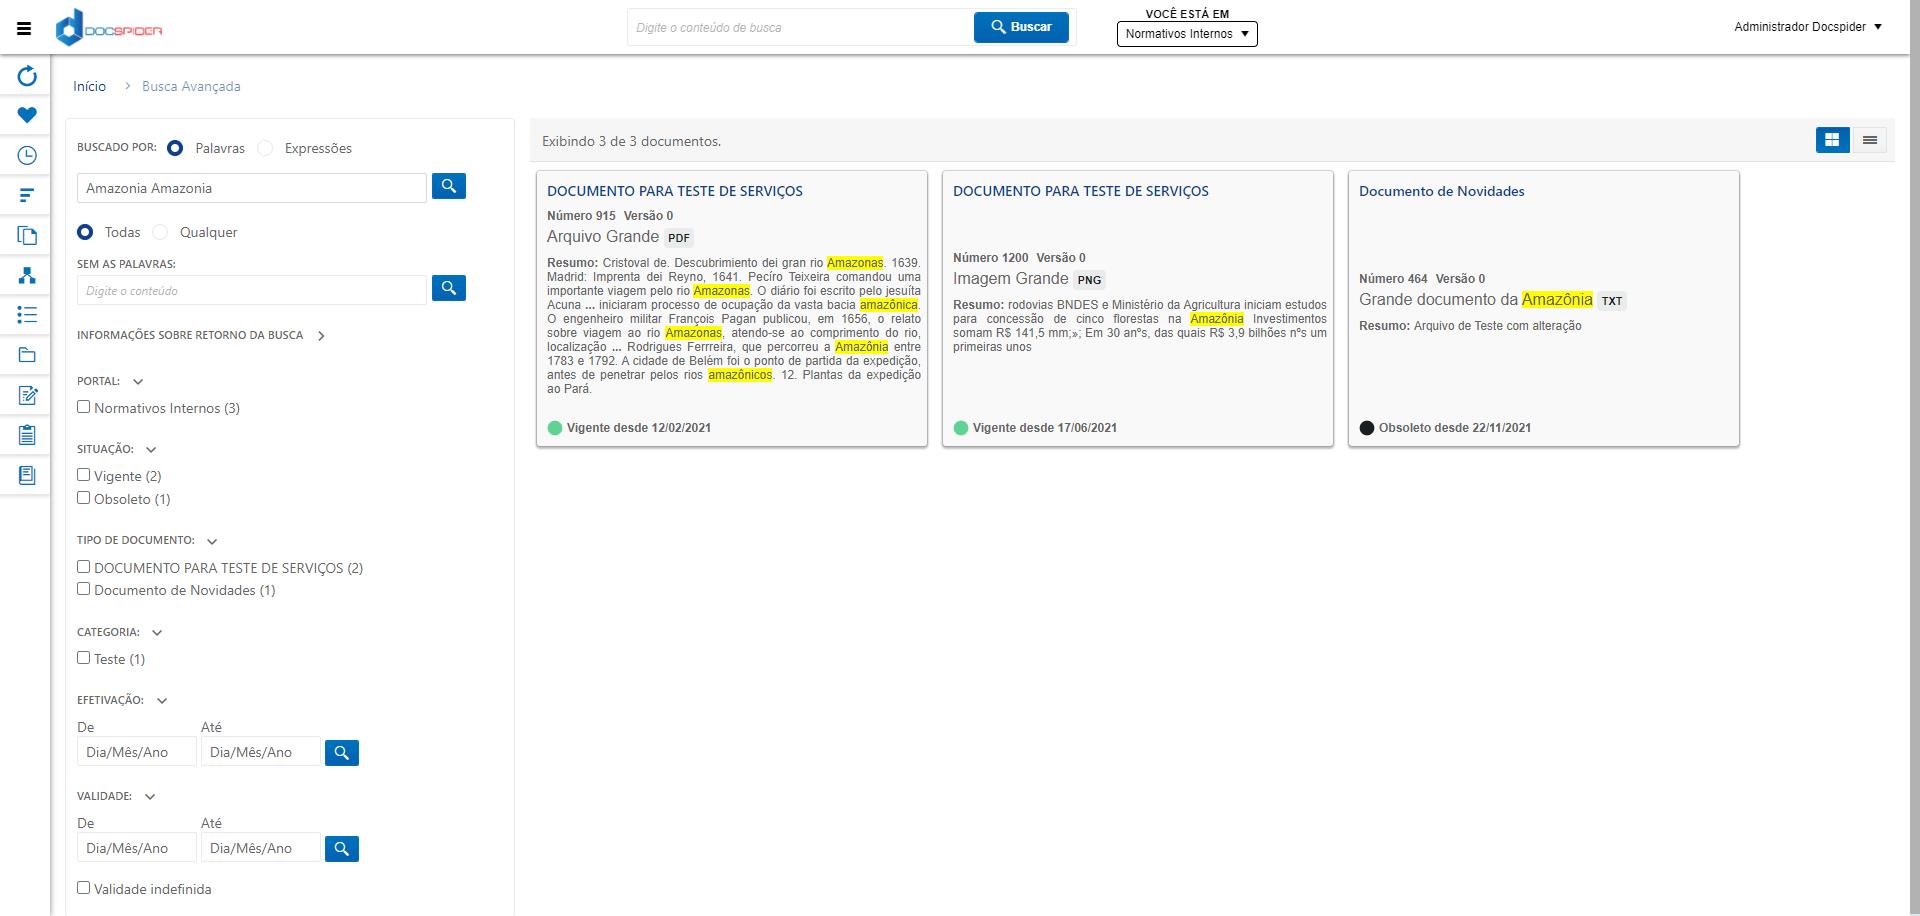 DOCSPIDER
Digite o conteúdo de busca
Buscar
VOCÊ ESTÁ EM
Normativos Internos
Administrador Docspider
Início
Busca Avançada
BUSCADO POR:
Palavras
Expressões
Amazonia Amazonia
Todas
Qualquer
SEM AS PALAVRAS:
Digite o conteúdo
INFORMAÇÕES SOBRE RETORNO DA BUSCA
PORTAL:
Normativos Internos (3)
SITUAÇÃO:
Vigente (2)
Obsoleto (1)
TIPO DE DOCUMENTO:
DOCUMENTO PARA TESTE DE SERVIÇOS (2)
Documento de Novidades (1)
CATEGORIA:
Teste (1)
EFETIVAÇÃO:
De Até
Dia/Mês/Ano Dia/Mês/Ano
VALIDADE:
De Até
Dia/Mês/Ano Dia/Mês/Ano
Validade indefinida
Exibindo 3 de 3 documentos.
DOCUMENTO PARA TESTE DE SERVIÇOS
Número 915 Versão 0
Arquivo Grande PDF
Resumo: Cristoval de. Descubrimiento dei gran rio Amazonas. 1639.
Madrid: Imprenta dei Reyno, 1641. Pecíro Teixeira comandou uma
importante viagem pelo rio Amazonas. O diário foi escrito pelo jesuíta
Acuna ... iniciaram processo de ocupação da vasta bacia amazônica.
O engenheiro militar François Pagan publicou, em 1656, o relato
sobre viagem ao rio Amazonas, atendo-se ao comprimento do rio,
localização ... Rodrigues Ferrreira, que percorreu a Amazônia entre
1783 e 1792. A cidade de Belém foi o ponto de partida da expedição,
antes de penetrar pelos rios amazônicos. 12. Plantas da expedição
ao Pará.
Vigente desde 12/02/2021
DOCUMENTO PARA TESTE DE SERVIÇOS
Número 1200 Versão 0
Imagem Grande PNG
Resumo: rodovias BNDES e Ministério da Agricultura iniciam estudos
para concessão de cinco florestas na Amazônia Investimentos
somam R$ 141,5 mm;»; Em 30 anºs, das quais R$ 3,9 bilhões nºs um
primeiras unos
Vigente desde 17/06/2021
Documento de Novidades
Número 464 Versão 0
Grande documento da Amazônia TXT
Resumo: Arquivo de Teste com alteração
Obsoleto desde 22/11/2021